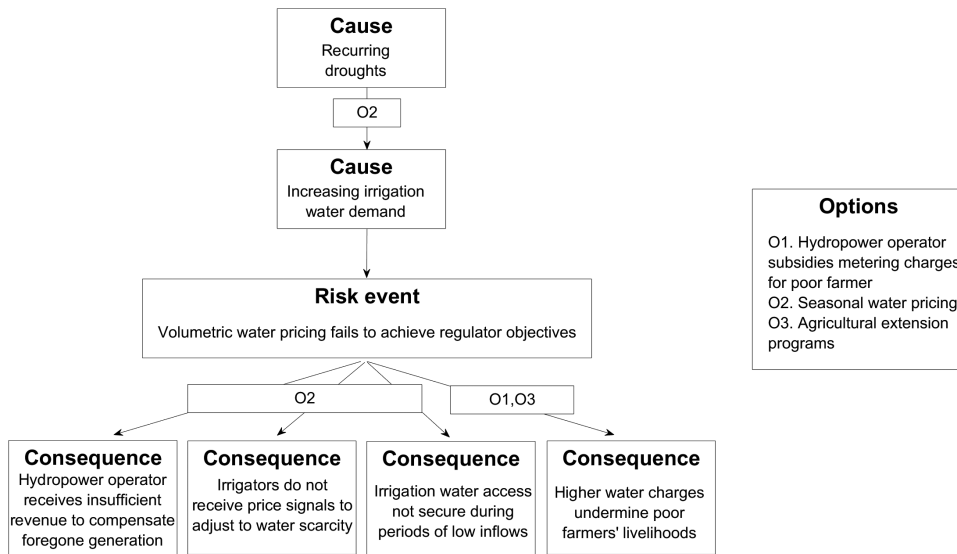 Cause
Recurring
droughts
O2
Cause
Increasing irrigation
water demand
Risk event
Volumetric water pricing fails to achieve regulator objectives
Options
O1. Hydropower operator
subsidies metering charges
for poor farmer
O2. Seasonal water pricing
O3. Agricultural extension
programs
O2
O1,O3
Consequence
Hydropower operator
receives insufficient
revenue to compensate
foregone generation
Consequence
Irrigators do not
receive price signals to
adjust to water scarcity
Consequence
Irrigation water access
not secure during
periods of low inflows
Consequence
Higher water charges
undermine poor
farmers' livelihoods